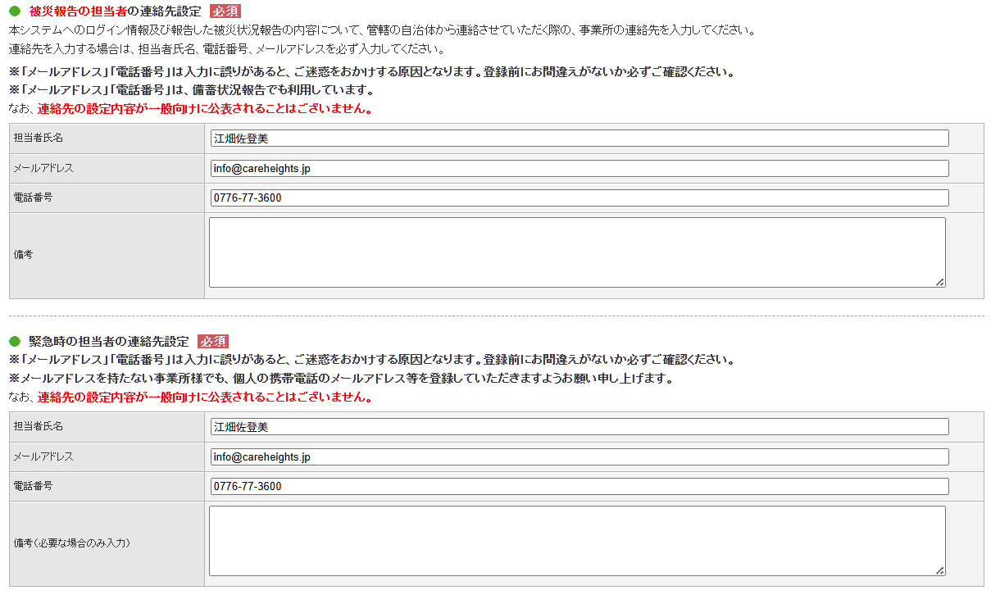 被災報告の担当者の連絡先設定 必須
本システムへのログイン情報及び報告した被災状況報告の内容について、管轄の自治体から連絡させていただく際の、事業所の連絡先を入力してください。
連絡先を入力する場合は、担当者氏名、電話番号、メールアドレスを必ず入力してください。
※「メールアドレス」「電話番号」は入力に誤りがあると、ご迷惑をおかけする原因となります。登録前にお間違えがないか必ずご確認ください。
※「メールアドレス」「電話番号」は、備蓄状況報告でも利用しています。
なお、連絡先の設定内容が一般向けに公表されることはございません。
担当者氏名 江畑佐登美
メールアドレス info@careheights.jp
電話番号 0776-77-3600
備考
緊急時の担当者の連絡先設定 必須
※「メールアドレス」「電話番号」は入力に誤りがあると、ご迷惑をおかけする原因となります。登録前にお間違えがないか必ずご確認ください。
※メールアドレスを持たない事業所様でも、個人の携帯電話のメールアドレス等を登録していただきますようお願い申し上げます。
なお、連絡先の設定内容が一般向けに公表されることはございません。
担当者氏名 江畑佐登美
メールアドレス info@careheights.jp
電話番号 0776-77-3600
備考（必要な場合のみ入力）